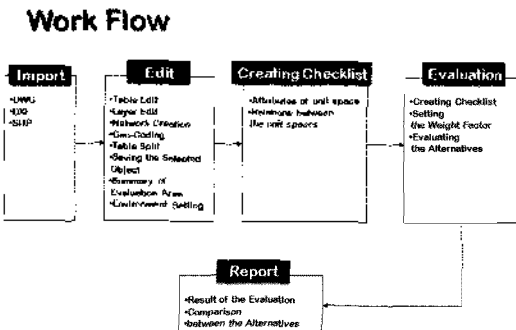 Work Flow
Import
•DWG
•DXF
•SHP
Edit
•Table Edit
•Layer Edit
•Network Creation
•Geo-Coding
•Table Split
•Saving the Selected
Object
•Summary of
Evaluation Area
•Environment Setting
Creating Checklist
•Attributes of unit space
•Relations between
the unit spaces
Evaluation
•Creating Checklist
•Setting
the Weight Factor
•Evaluating
the Alternatives
Report
•Result of the Evaluation
•Comparison
between the Alternatives